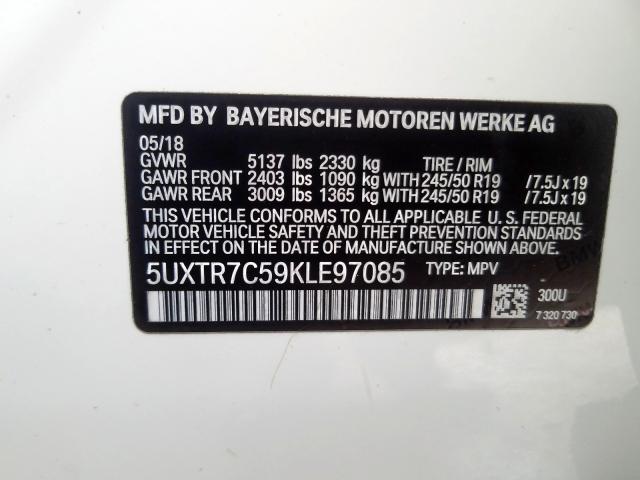 MFD BY BAYERISCHE MOTOREN WERKE AG
05/18
GVWR 5137 lbs 2330 kg TIRE / RIM
GAWR FRONT 2403 lbs 1090 kg WITH 245/50 R19 /7.5J x 19
GAWR REAR 3009 lbs 1365 kg WITH 245/50 R19 /7.5J x 19
THIS VEHICLE CONFORMS TO ALL APPLICABLE U. S. FEDERAL
MOTOR VEHICLE SAFETY, BUMPER, AND THEFT PREVENTION
STANDARDS IN EFFECT ON THE DATE OF MANUFACTURE SHOWN ABOVE.
5UXTR7C59KLE97085 TYPE: MPV
300U
7 320 730
BMW